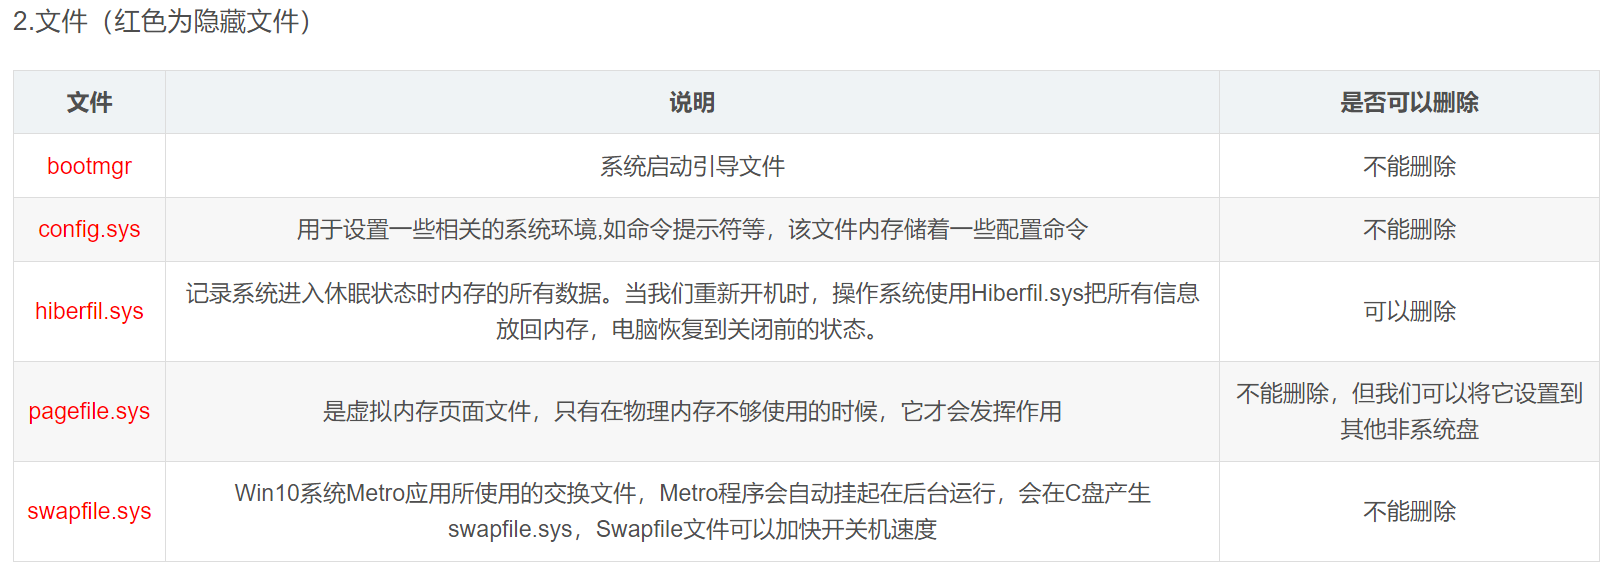 2.文件（红色为隐藏文件）
文件 说明 是否可以删除
bootmgr 系统启动引导文件 不能删除
config.sys 用于设置一些相关的系统环境,如命令提示符等，该文件内存储着一些配置命令 不能删除
hiberfil.sys 记录系统进入休眠状态时内存的所有数据。当我们重新开机时，操作系统使用Hiberfil.sys把所有信息
放回内存，电脑恢复到关闭前的状态。 可以删除
pagefile.sys 是虚拟内存页面文件，只有在物理内存不够使用的时候，它才会发挥作用 不能删除，但我们可以将它设置到
其他非系统盘
swapfile.sys Win10系统Metro应用所使用的交换文件，Metro程序会自动挂起在后台运行，会在C盘产生
swapfile.sys，Swapfile文件可以加快开关机速度 不能删除